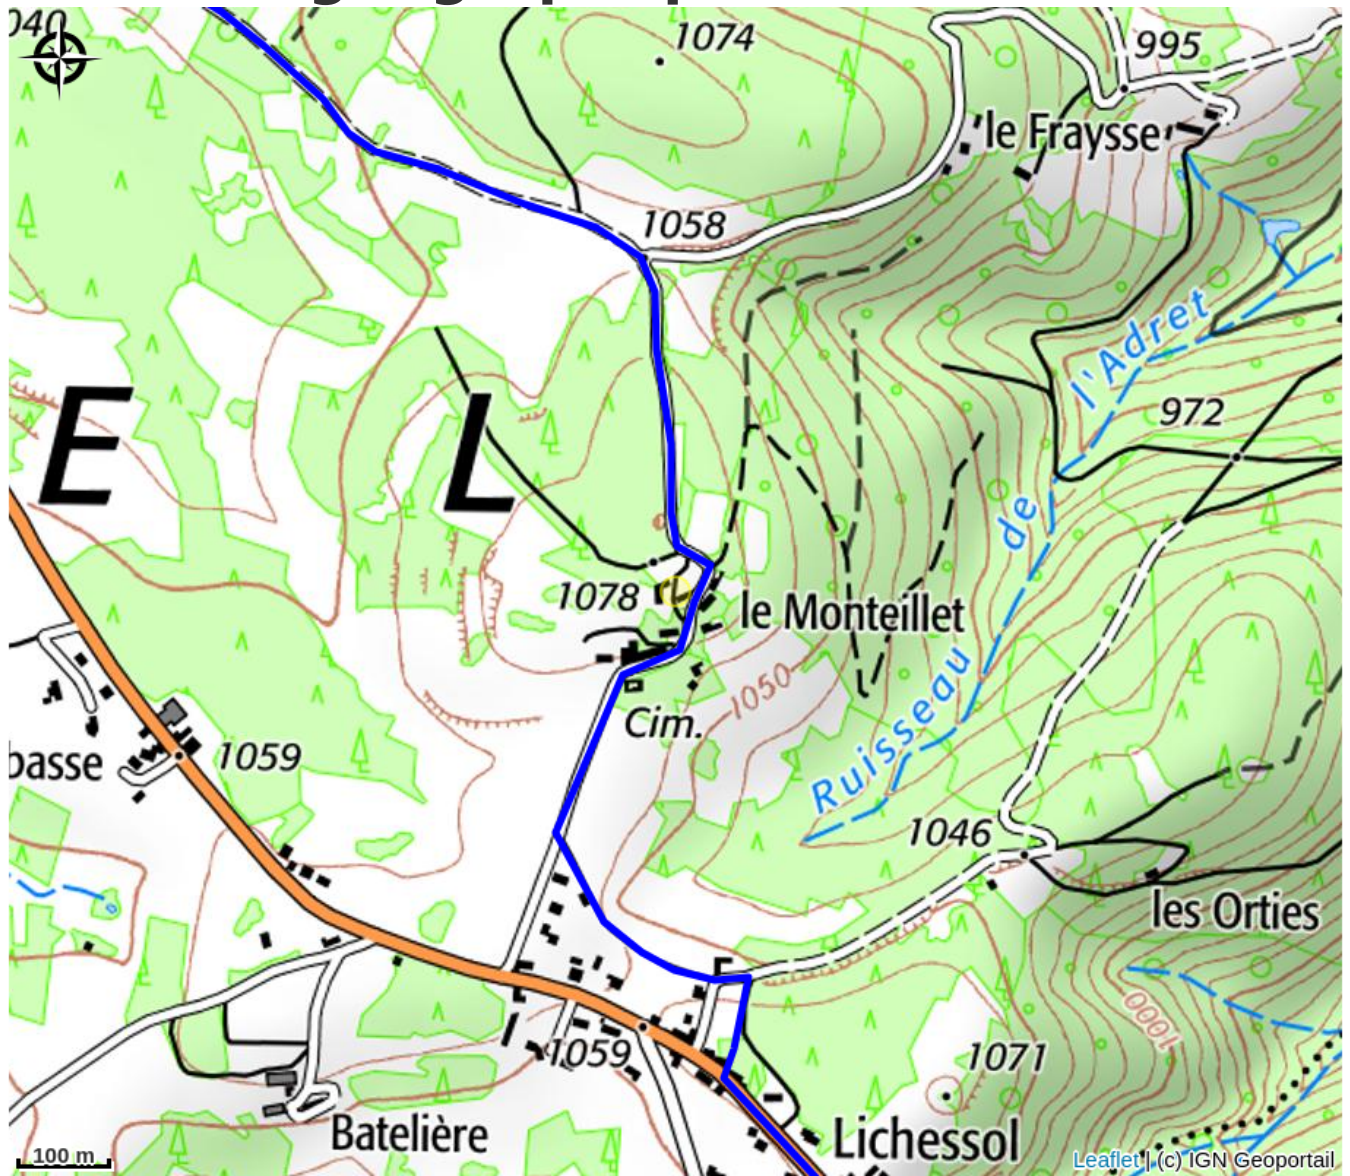 040
1074
995
le Fraysse
1058
l'Adret
E
L
972
de
1078
le Monteillet
1050
Ruisseau
Cim.
basse
1059
1046
les Orties
1000
1059
1071
Batelière
Lichessol
100 m
Leaflet | (c) IGN Geoportail